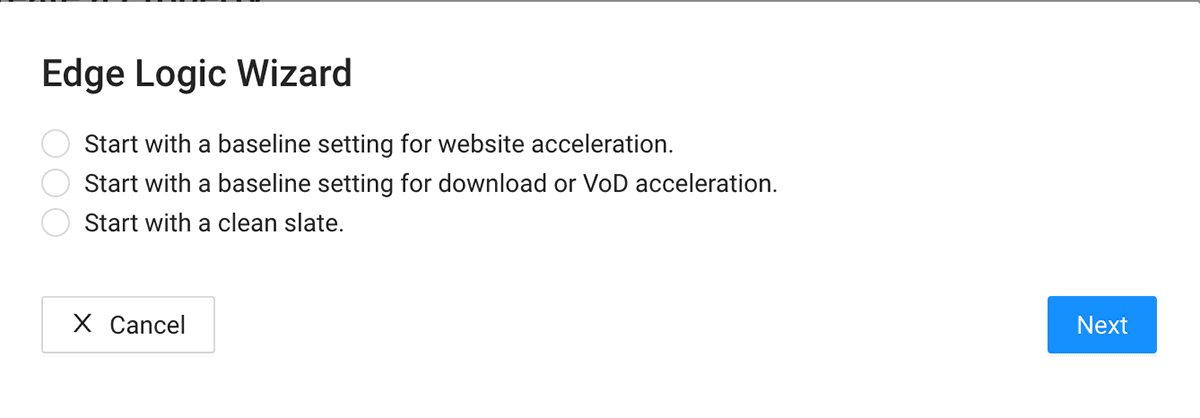 Edge Logic Wizard
Start with a baseline setting for website acceleration.
Start with a baseline setting for download or VoD acceleration.
Start with a clean slate.
Cancel
Next